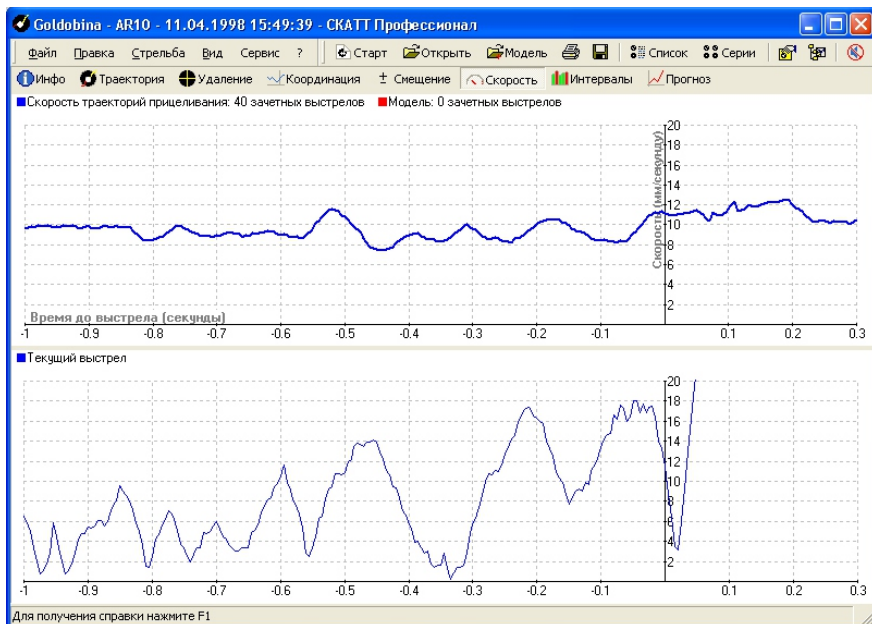 Goldobina - AR10 - 11.04.1998 15:49:39 - СКАТТ Профессионал
Файл Правка Стрельба Вид Сервис ? Старт Открыть Модель Список Серии
Инфо Траектория Удаление Координация ± Смещение Скорость Интервалы Прогноз
Скорость траекторий прицеливания: 40 зачетных выстрелов Модель: 0 зачетных выстрелов
20
18
16
14
12
10
8
6
4
2
Скорость (мм/секунду)
Время до выстрела (секунды)
-1 -0.9 -0.8 -0.7 -0.6 -0.5 -0.4 -0.3 -0.2 -0.1 0.1 0.2 0.3
Текущий выстрел
20
18
16
14
12
10
8
6
4
2
-1 -0.9 -0.8 -0.7 -0.6 -0.5 -0.4 -0.3 -0.2 -0.1 0.1 0.2 0.3
Для получения справки нажмите F1